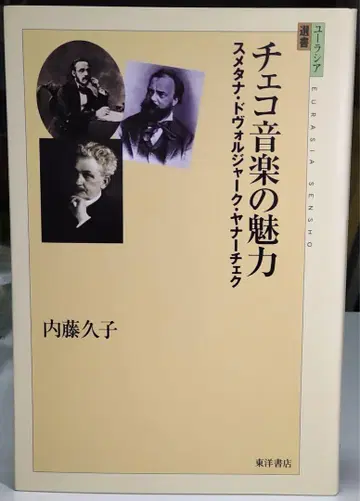 ユーラシア
選書
EURASIA SENSHO
チェコ音楽の魅力
スメタナ・ドヴォルジャーク・ヤナーチェク
内藤久子
東洋書店